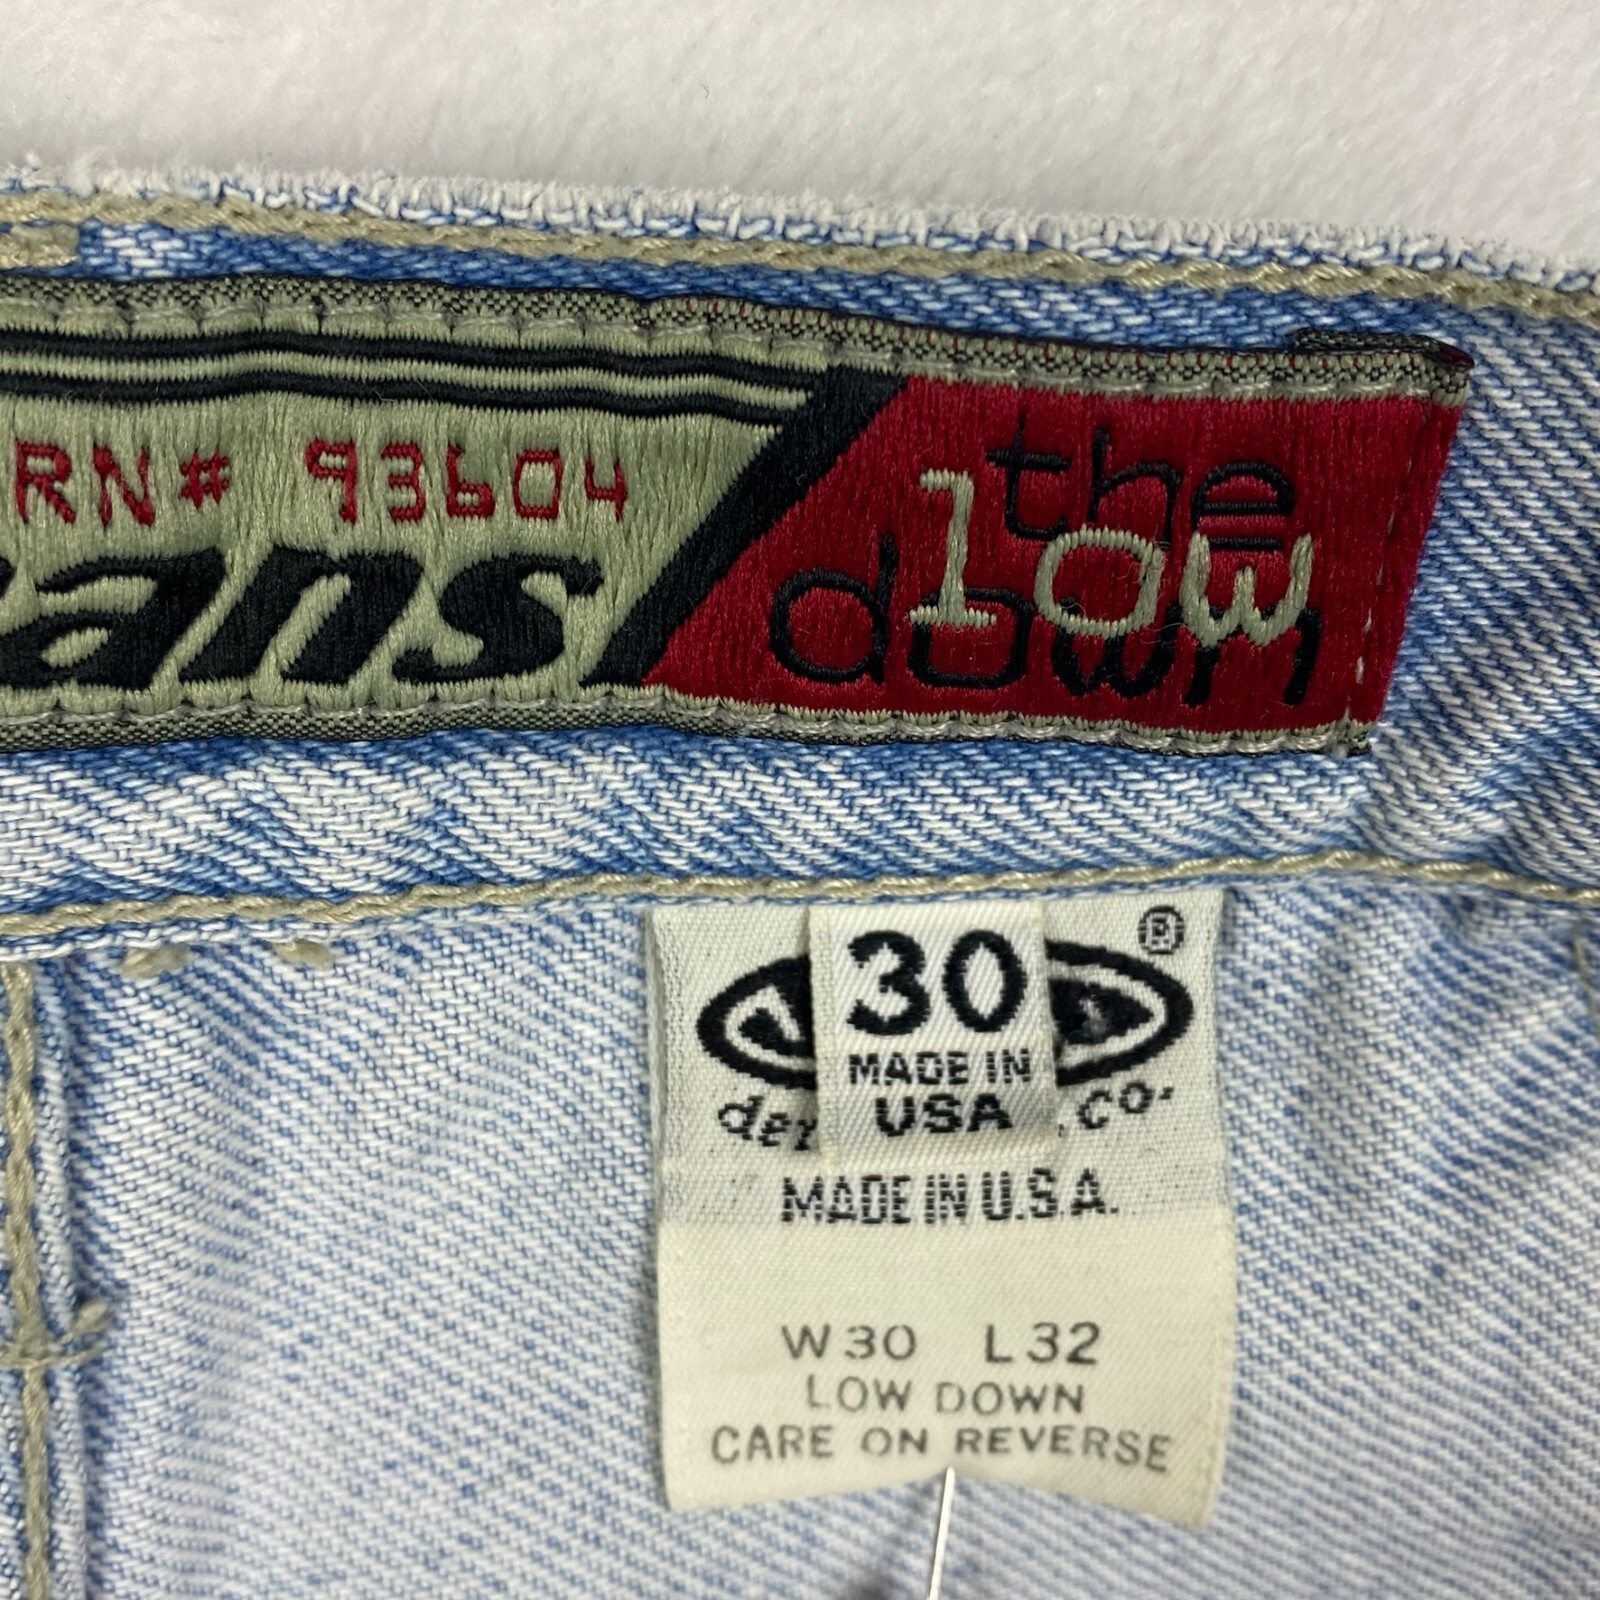 RN# 93604
the
low
down
®
30
MADE IN
USA
co.
MADE IN U.S.A.
W30 L32
LOW DOWN
CARE ON REVERSE